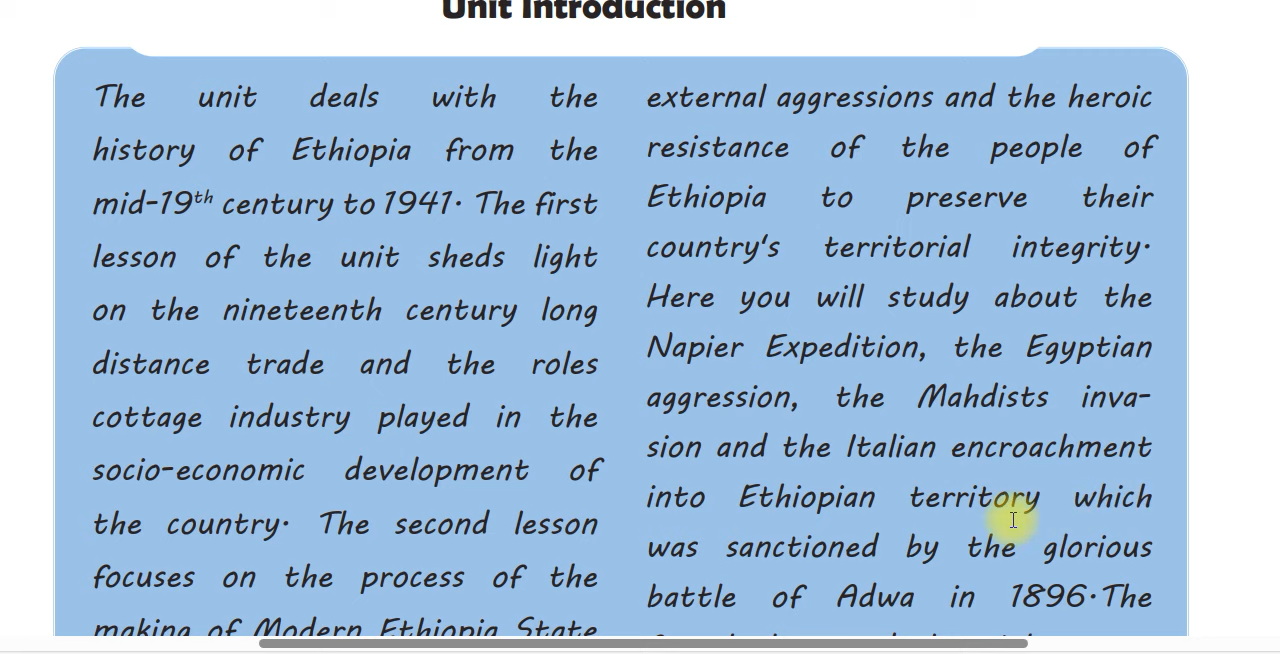 Unit Introduction
The unit deals with the
history of Ethiopia from the
mid-19th century to 1941. The first
lesson of the unit sheds light
on the nineteenth century long
distance trade and the roles
cottage industry played in the
socio-economic development of
the country. The second lesson
focuses on the process of the
making of Modern Ethiopia State
external aggressions and the heroic
resistance of the people of
Ethiopia to preserve their
country's territorial integrity.
Here you will study about the
Napier Expedition, the Egyptian
aggression, the Mahdists inva-
sion and the Italian encroachment
into Ethiopian territory which
was sanctioned by the glorious
battle of Adwa in 1896.The